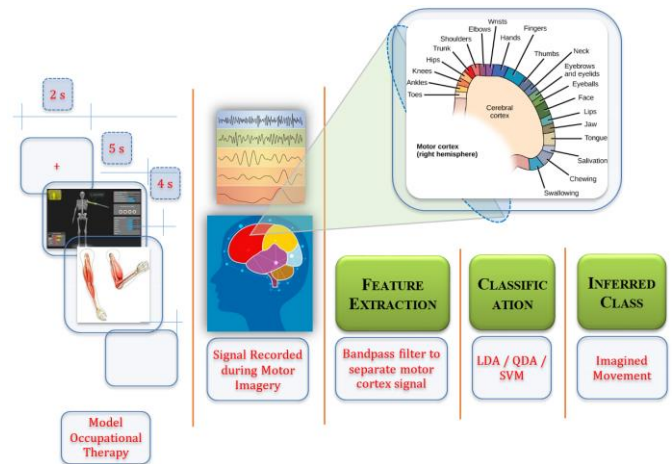 2 s
+
5 s
4 s
Model
Occupational
Therapy
Signal Recorded
during Motor
Imagery
Wrists
Elbows
Fingers
Shoulders
Hands
Trunk
Thumbs
Hips
Neck
Knees
Eyebrows
and eyelids
Ankles
Eyeballs
Toes
Face
Cerebral
cortex
Lips
Jaw
Motor cortex
(right hemisphere)
Tongue
Salivation
Chewing
Swallowing
FEATURE
EXTRACTION
Bandpass filter to
separate motor
cortex signal
CLASSIFIC
ATION
LDA / QDA /
SVM
INFERRED
CLASS
Imagined
Movement